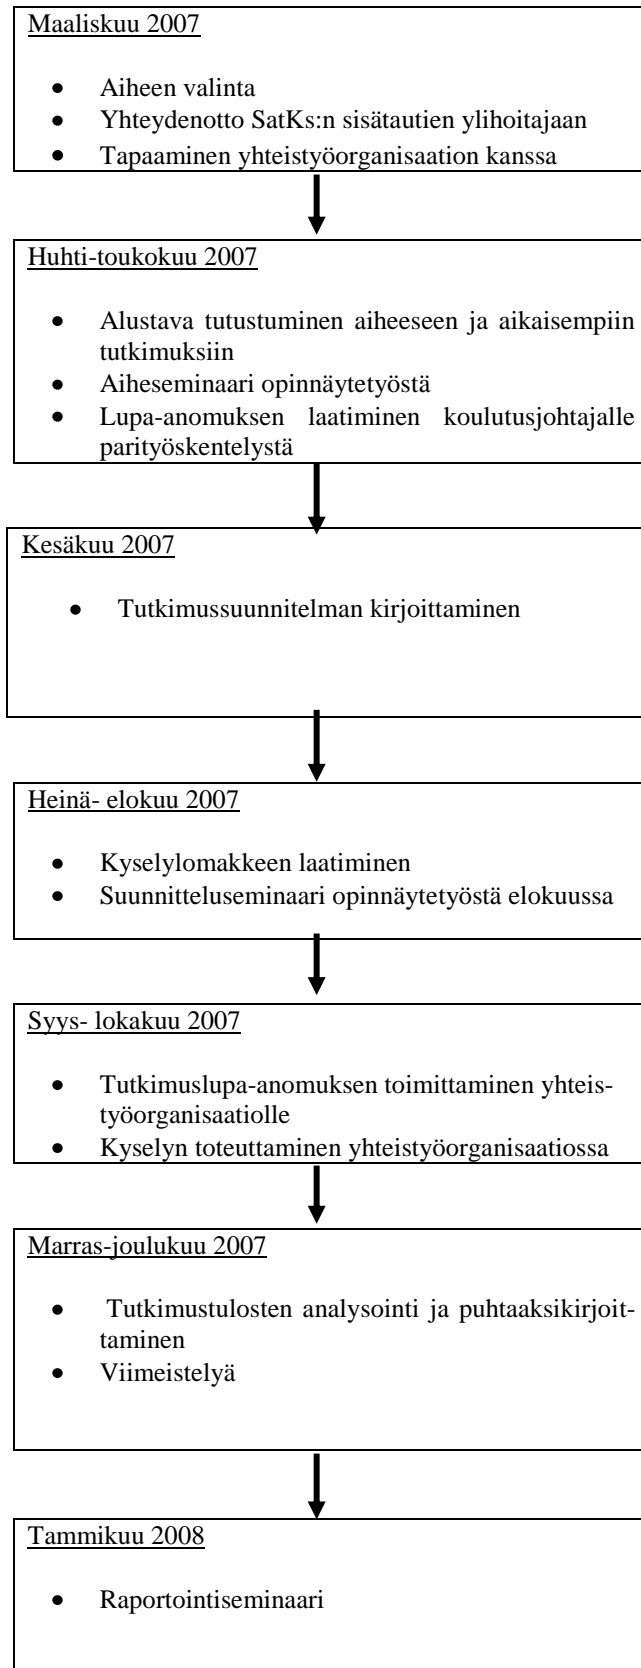 Maaliskuu 2007
• Aiheen valinta
• Yhteydenotto SatKs:n sisätautien ylihoitajaan
• Tapaaminen yhteistyöorganisaation kanssa
Huhti-toukokuu 2007
• Alustava tutustuminen aiheeseen ja aikaisempiin
tutkimuksiin
• Aiheseminaari opinnäytetyöstä
• Lupa-anomuksen laatiminen koulutusjohtajalle
parityöskentelystä
Kesäkuu 2007
• Tutkimussuunnitelman kirjoittaminen
Heinä- elokuu 2007
• Kyselylomakkeen laatiminen
• Suunnitteluseminaari opinnäytetyöstä elokuussa
Syys- lokakuu 2007
• Tutkimuslupa-anomuksen toimittaminen yhteis-
työorganisaatiolle
• Kyselyn toteuttaminen yhteistyöorganisaatiossa
Marras-joulukuu 2007
• Tutkimustulosten analysointi ja puhtaaksikirjoit-
taminen
• Viimeistelyä
Tammikuu 2008
• Raportointiseminaari